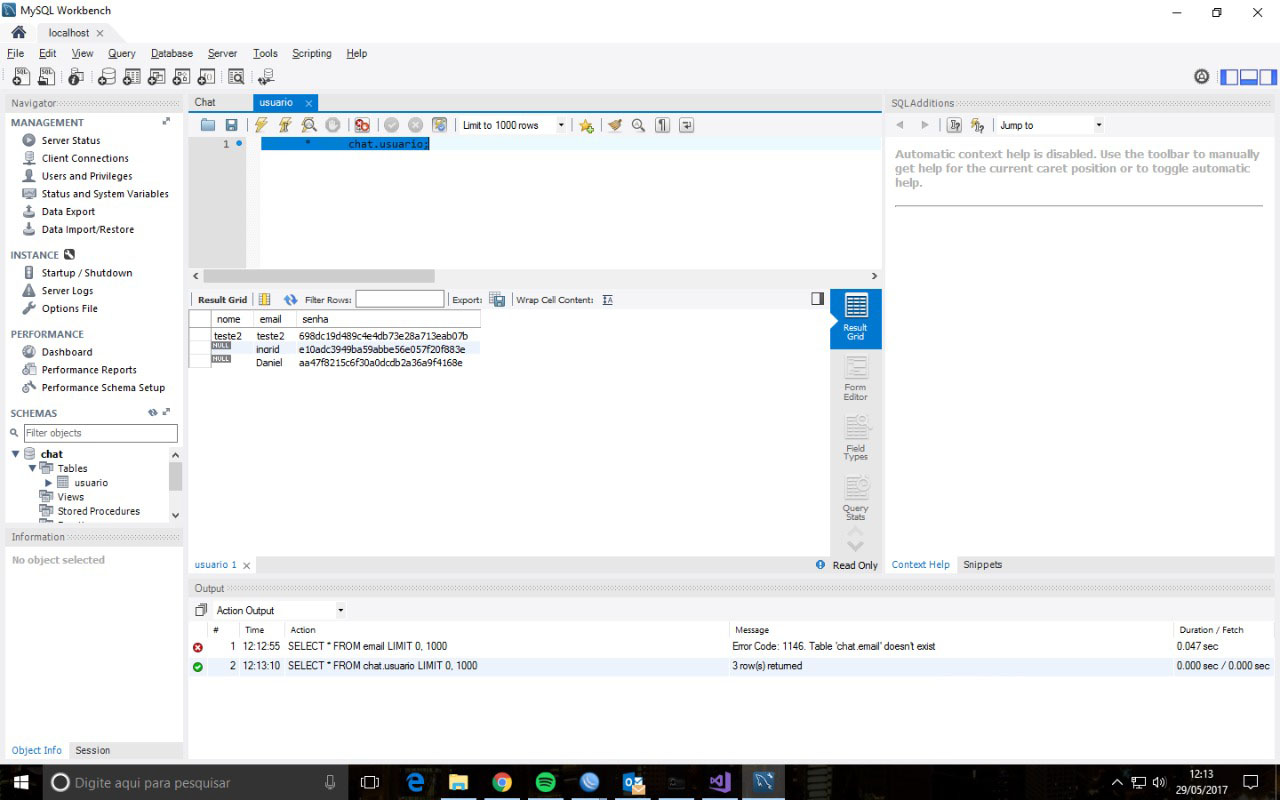 MySQL Workbench
localhost
File Edit View Query Database Server Tools Scripting Help
Navigator
MANAGEMENT
Server Status
Client Connections
Users and Privileges
Status and System Variables
Data Export
Data Import/Restore
INSTANCE
Startup / Shutdown
Server Logs
Options File
PERFORMANCE
Dashboard
Performance Reports
Performance Schema Setup
SCHEMAS
Filter objects
chat
Tables
usuario
Views
Stored Procedures
Information
No object selected
Object Info Session
Chat usuario
Limit to 1000 rows
1 * chat.usuario;
Result Grid Filter Rows: Export: Wrap Cell Content:
nome email senha
teste2 teste2 698dc19d489c4e4db73e28a713eab07b
NULL ingrid e10adc3949ba59abbe56e057f20f883e
NULL Daniel aa47f8215c6f30a0dcdb2a36a9f4168e
Result
Grid
Form
Editor
Field
Types
Query
Stats
usuario 1 Read Only
SQLAdditions
Jump to
Automatic context help is disabled. Use the toolbar to manually
get help for the current caret position or to toggle automatic
help.
Context Help Snippets
Output
Action Output
# Time Action Message Duration / Fetch
1 12:12:55 SELECT * FROM email LIMIT 0, 1000 Error Code: 1146. Table 'chat.email' doesn't exist 0.047 sec
2 12:13:10 SELECT * FROM chat.usuario LIMIT 0, 1000 3 row(s) returned 0.000 sec / 0.000 sec
Digite aqui para pesquisar
12:13
29/05/2017